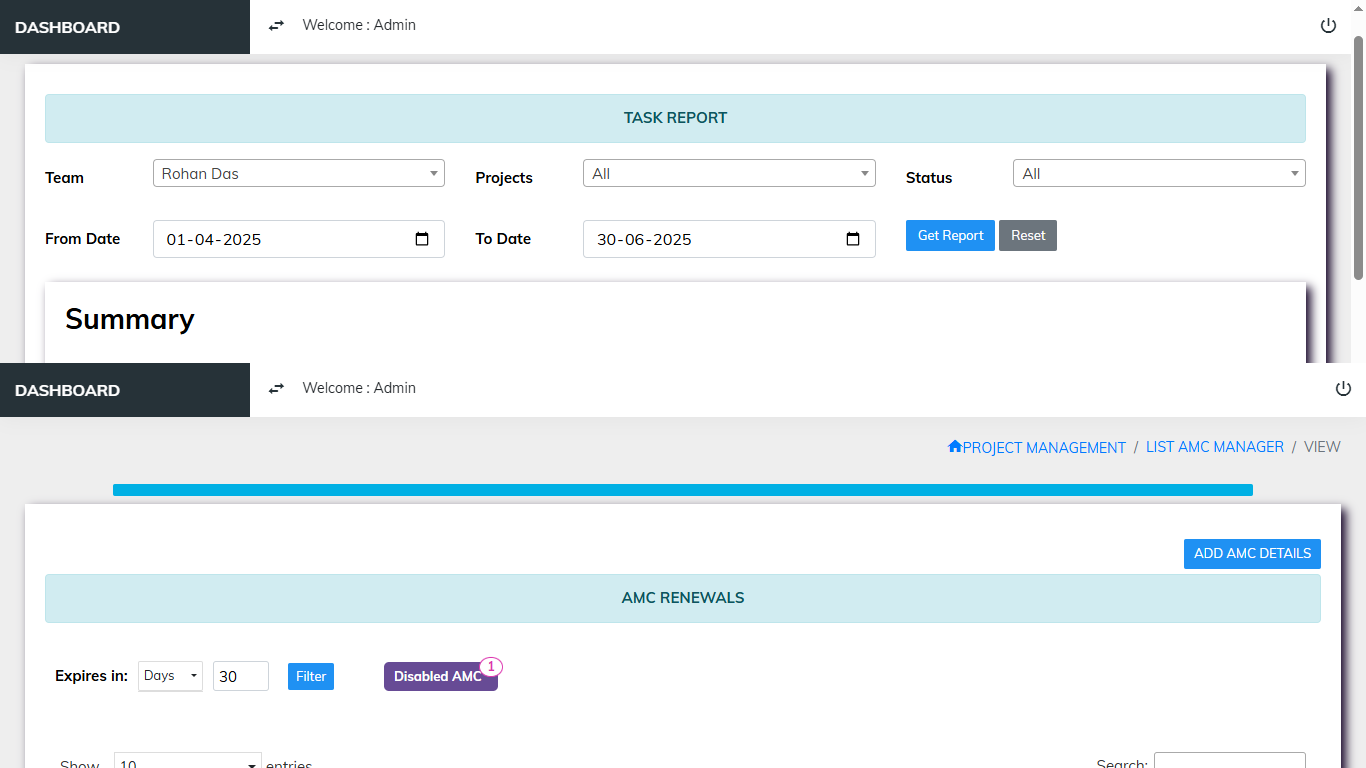 DASHBOARD Welcome : Admin
TASK REPORT
Team Rohan Das Projects All Status All
From Date 01-04-2025 To Date 30-06-2025 Get Report Reset
Summary
DASHBOARD Welcome : Admin
PROJECT MANAGEMENT / LIST AMC MANAGER / VIEW
ADD AMC DETAILS
AMC RENEWALS
Expires in: Days 30 Filter Disabled AMC 1
Show 10 entries Search: